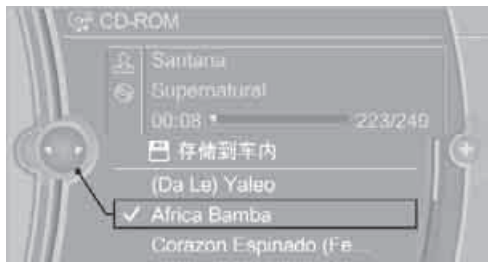 CD-ROM
Santana
Supernatural
00:08 223/249
存储到车内
(Da Le) Yaleo
Africa Bamba
Corazon Espinado (Fe...